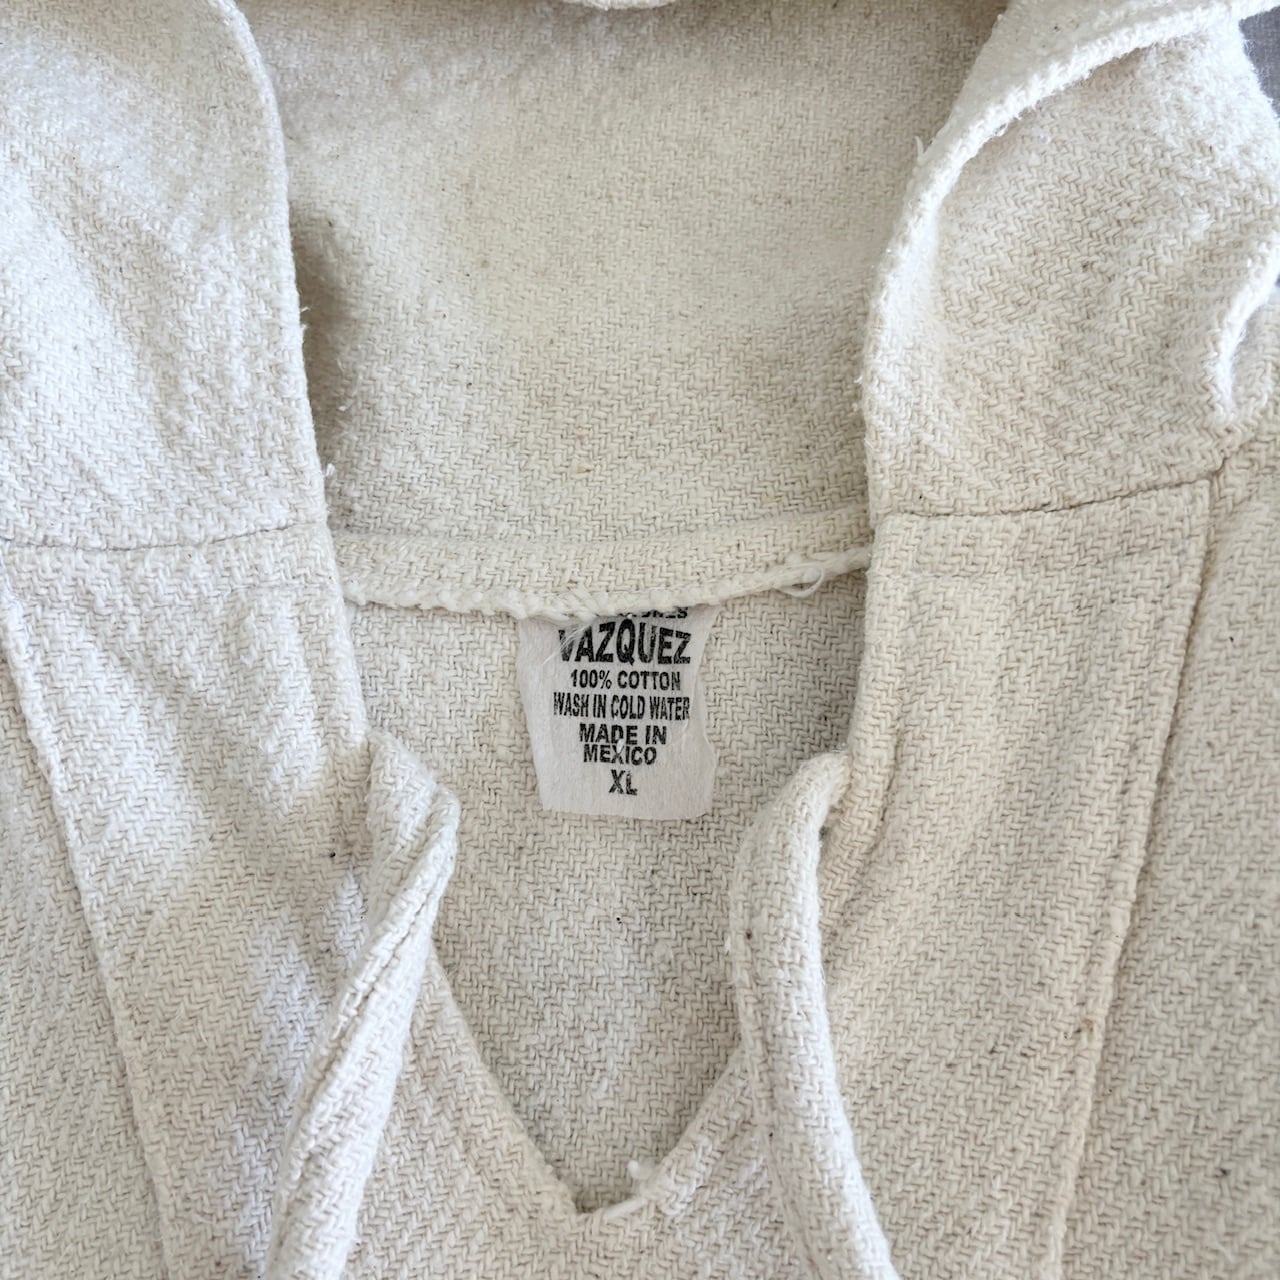 VAZQUEZ
100% COTTON
WASH IN COLD WATER
MADE IN
MEXICO
XL